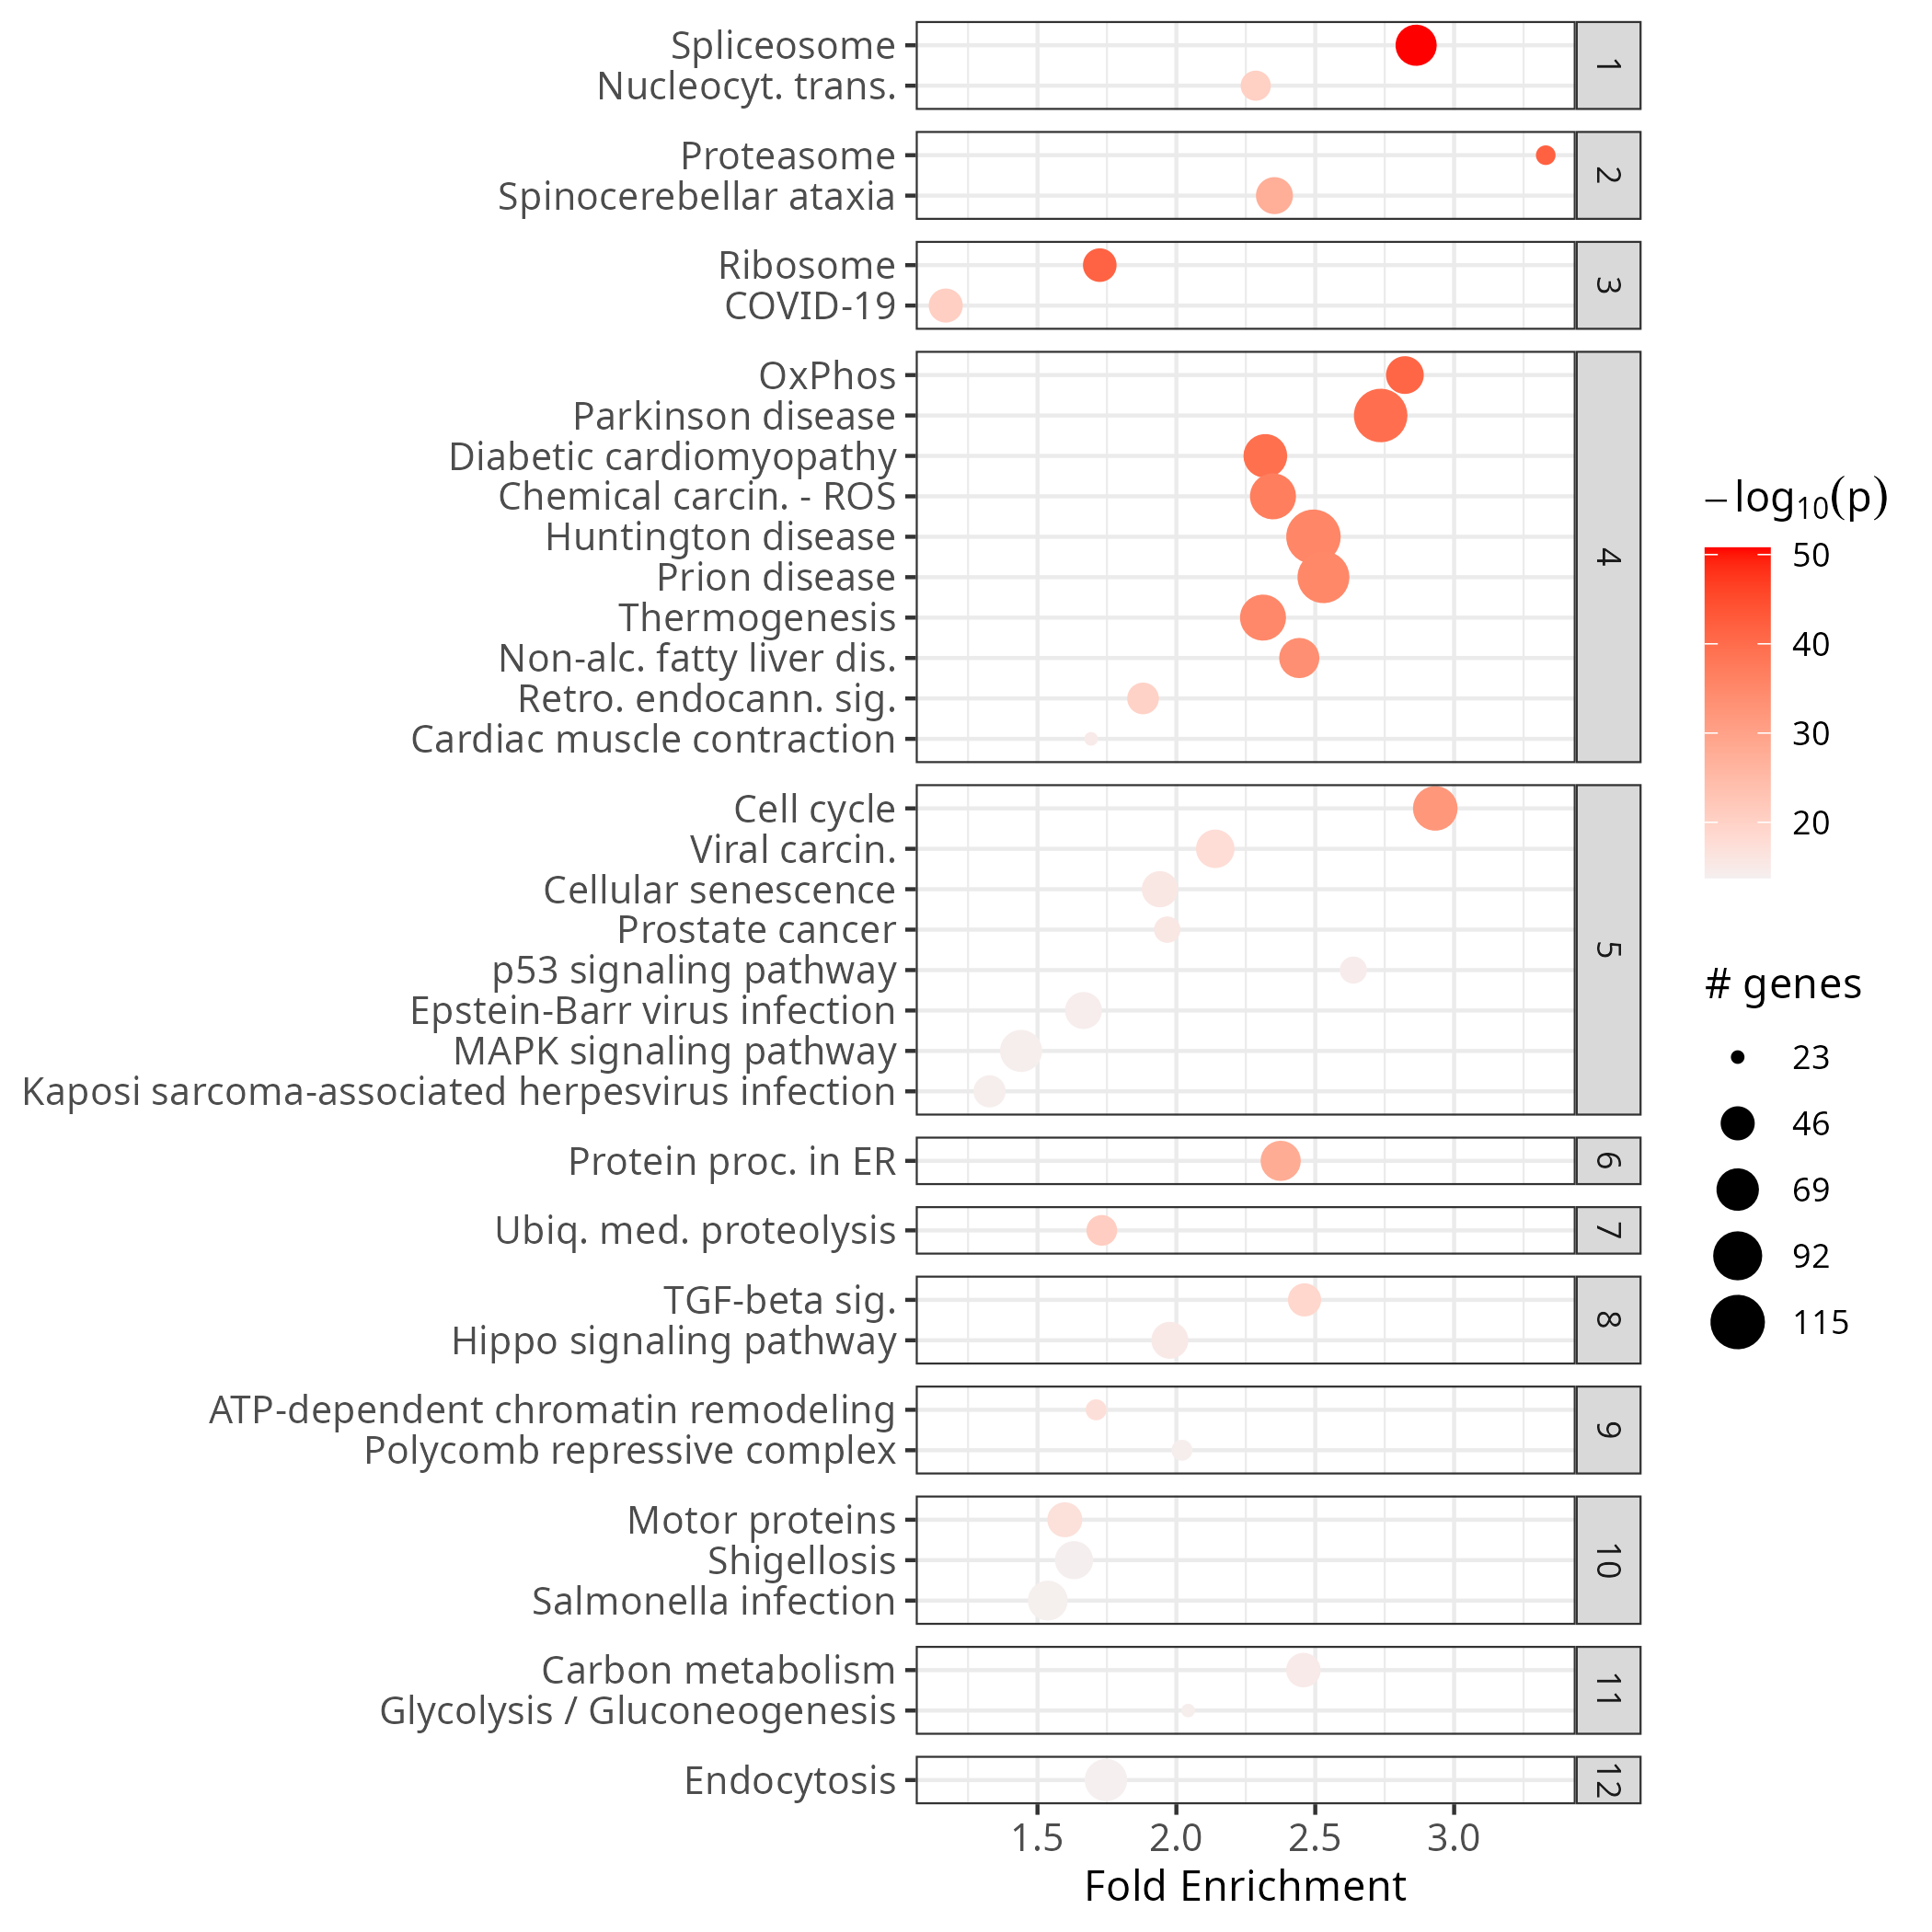 Spliceosome
Nucleocyt. trans.
1
Proteasome
Spinocerebellar ataxia
2
Ribosome
COVID-19
3
OxPhos
Parkinson disease
Diabetic cardiomyopathy
Chemical carcin. - ROS
Huntington disease
Prion disease
Thermogenesis
Non-alc. fatty liver dis.
Retro. endocann. sig.
Cardiac muscle contraction
4
Cell cycle
Viral carcin.
Cellular senescence
Prostate cancer
p53 signaling pathway
Epstein-Barr virus infection
MAPK signaling pathway
Kaposi sarcoma-associated herpesvirus infection
5
Protein proc. in ER
6
Ubiq. med. proteolysis
7
TGF-beta sig.
Hippo signaling pathway
8
ATP-dependent chromatin remodeling
Polycomb repressive complex
9
Motor proteins
Shigellosis
Salmonella infection
10
Carbon metabolism
Glycolysis / Gluconeogenesis
11
Endocytosis
12
1.5 2.0 2.5 3.0
Fold Enrichment
−log₁₀(p)
50
40
30
20
# genes
23
46
69
92
115